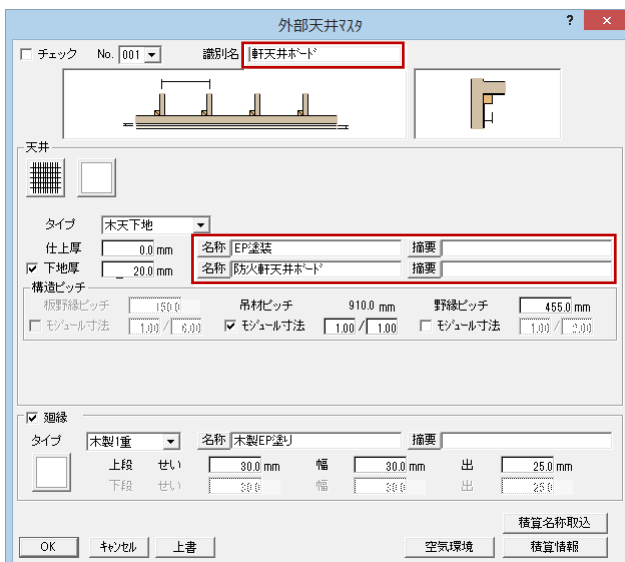 外部天井ﾏｽﾀ ? x
チェック No. 001 識別名 軒天井ﾎﾞｰﾄﾞ
天井
タイプ 木天下地
仕上厚 0.0 mm 名称 EP塗装 摘要
下地厚 20.0 mm 名称 防火軒天井ﾎﾞｰﾄﾞ 摘要
構造ピッチ
板野縁ピッチ 150.0 吊材ピッチ 910.0 mm 野縁ピッチ 455.0 mm
モジュール寸法 1.00 / 6.00 モジュール寸法 1.00 / 1.00 モジュール寸法 1.00 / 2.00
廻縁
タイプ 木製1重 名称 木製EP塗り 摘要
上段 せい 30.0 mm 幅 30.0 mm 出 25.0 mm
下段 せい 30.0 幅 30.0 出 25.0
積算名称取込
OK ｷｬﾝｾﾙ 上書 空気環境 積算情報